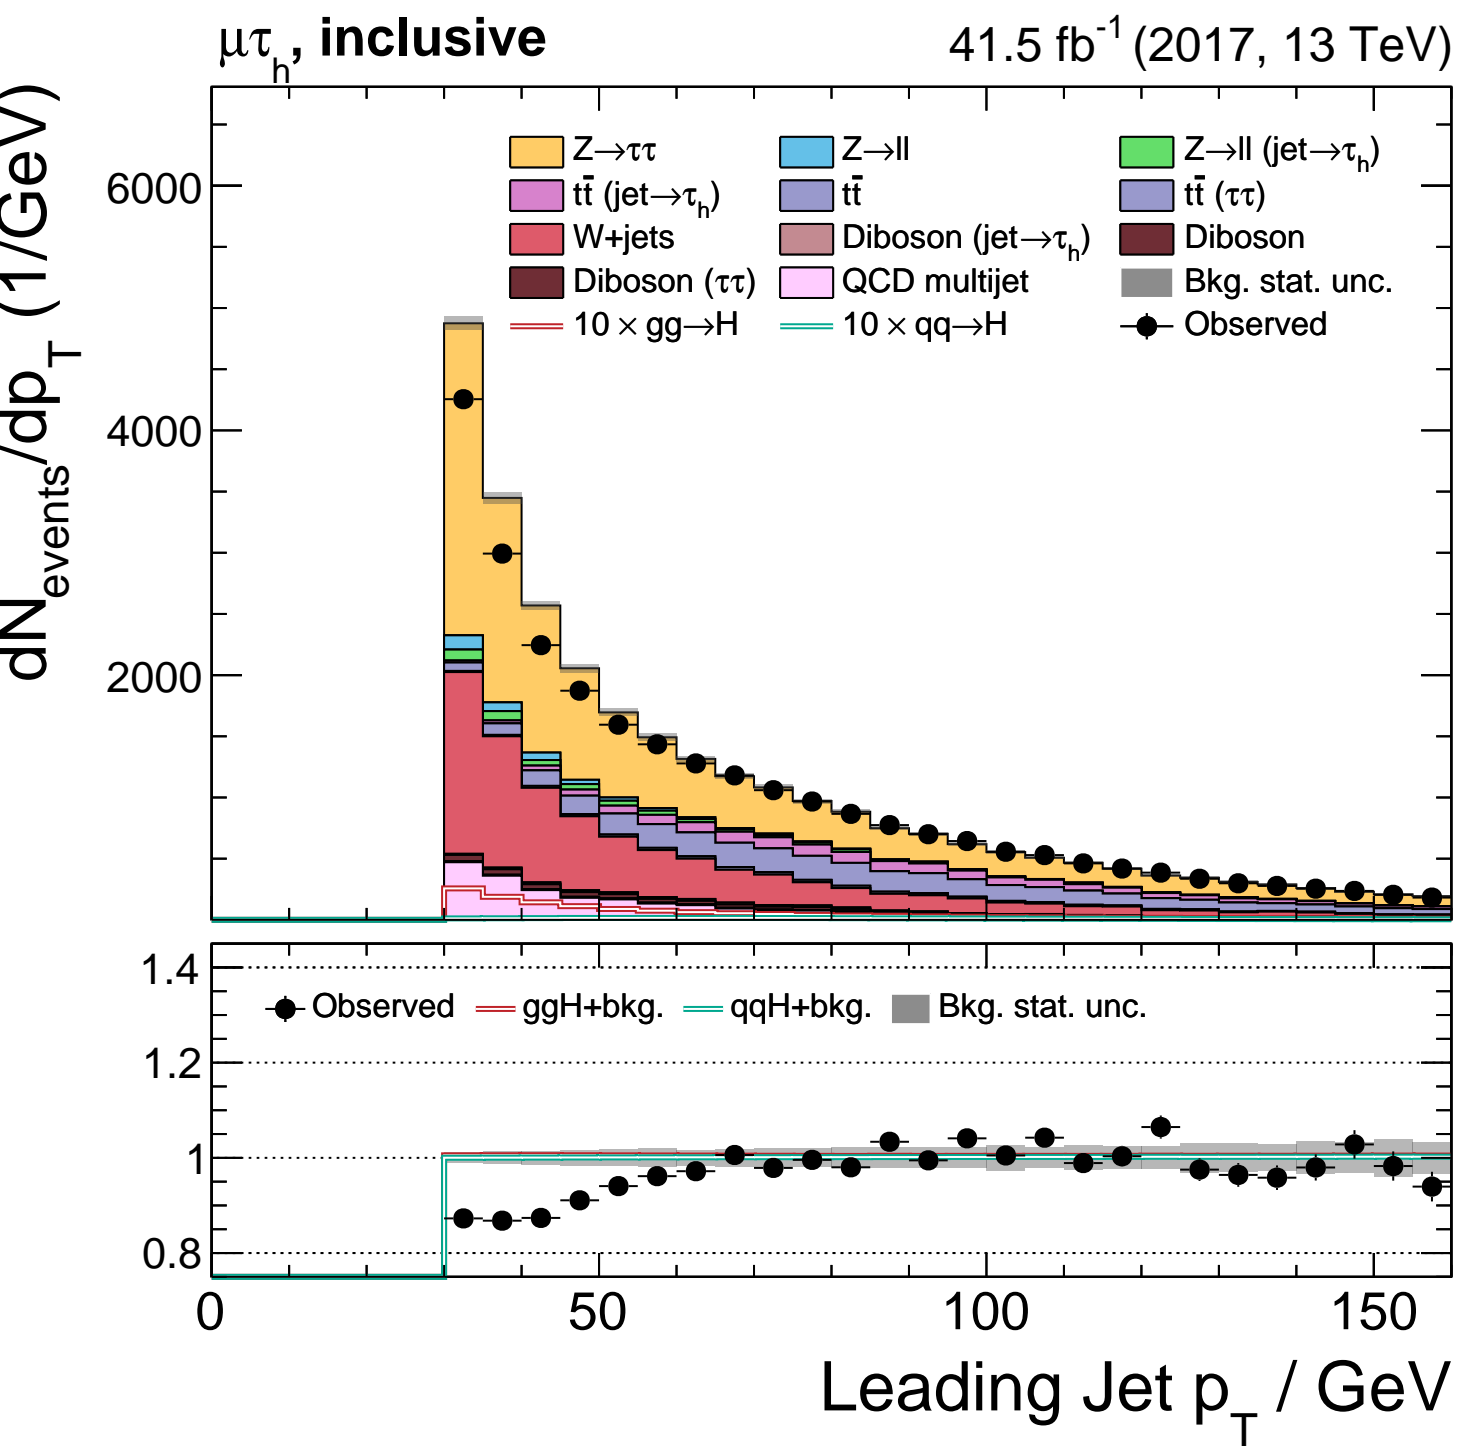 μτh, inclusive 41.5 fb-1 (2017, 13 TeV)
dNevents/dpT (1/GeV)
6000
4000
2000
Z→ττ Z→ll Z→ll (jet→τh)
tt̄ (jet→τh) tt̄ tt̄ (ττ)
W+jets Diboson (jet→τh) Diboson
Diboson (ττ) QCD multijet Bkg. stat. unc.
10 × gg→H 10 × qq→H Observed
1.4
1.2
1
0.8
Observed ggH+bkg. qqH+bkg. Bkg. stat. unc.
0 50 100 150
Leading Jet pT / GeV